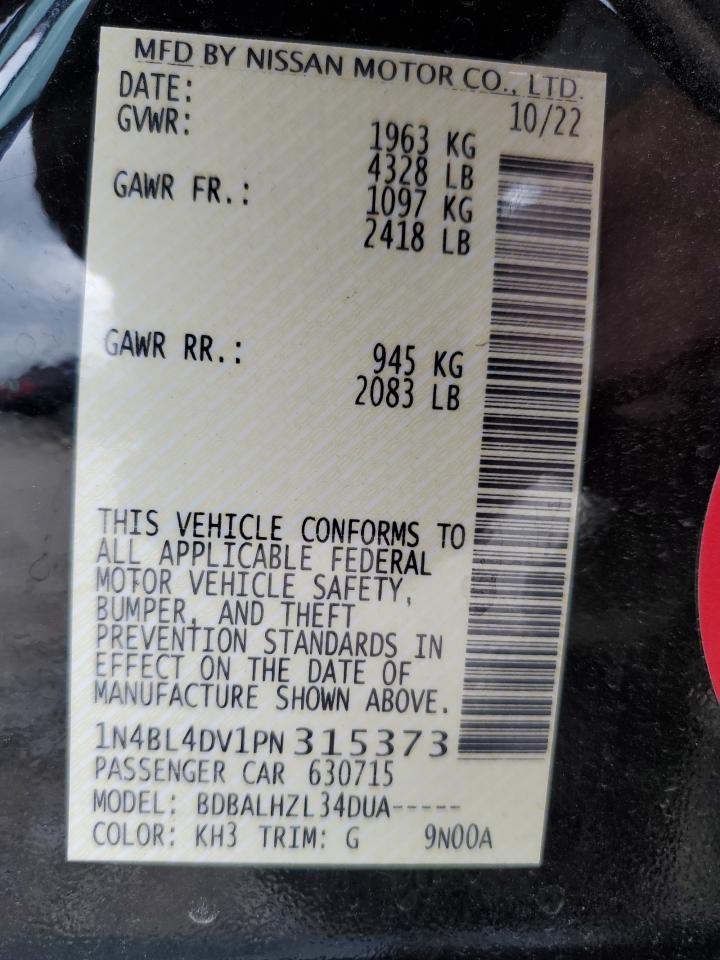 MFD BY NISSAN MOTOR CO., LTD.
DATE: 10/22
GVWR: 1963 KG
4328 LB
GAWR FR.: 1097 KG
2418 LB
GAWR RR.: 945 KG
2083 LB
THIS VEHICLE CONFORMS TO
ALL APPLICABLE FEDERAL
MOTOR VEHICLE SAFETY,
BUMPER, AND THEFT
PREVENTION STANDARDS IN
EFFECT ON THE DATE OF
MANUFACTURE SHOWN ABOVE.
1N4BL4DV1PN315373
PASSENGER CAR 630715
MODEL: BDBALHZL34DUA-----
COLOR: KH3 TRIM: G 9N00A